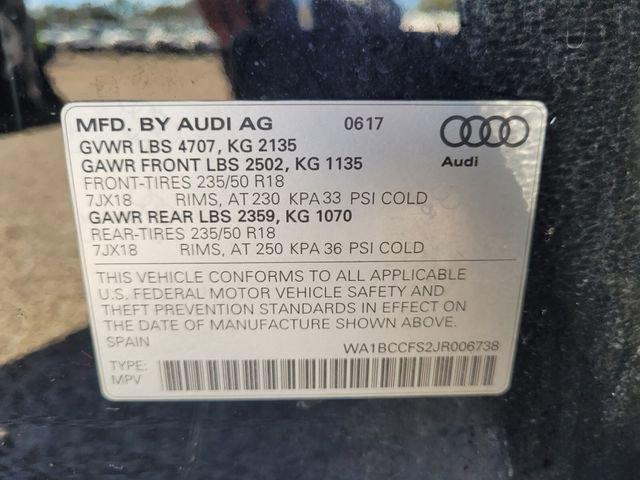 MFD. BY AUDI AG 0617
GVWR LBS 4707, KG 2135
GAWR FRONT LBS 2502, KG 1135
FRONT-TIRES 235/50 R18
7JX18 RIMS, AT 230 KPA 33 PSI COLD
GAWR REAR LBS 2359, KG 1070
REAR-TIRES 235/50 R18
7JX18 RIMS, AT 250 KPA 36 PSI COLD
Audi
THIS VEHICLE CONFORMS TO ALL APPLICABLE
U.S. FEDERAL MOTOR VEHICLE SAFETY AND
THEFT PREVENTION STANDARDS IN EFFECT ON
THE DATE OF MANUFACTURE SHOWN ABOVE.
SPAIN WA1BCCFS2JR006738
TYPE:
MPV